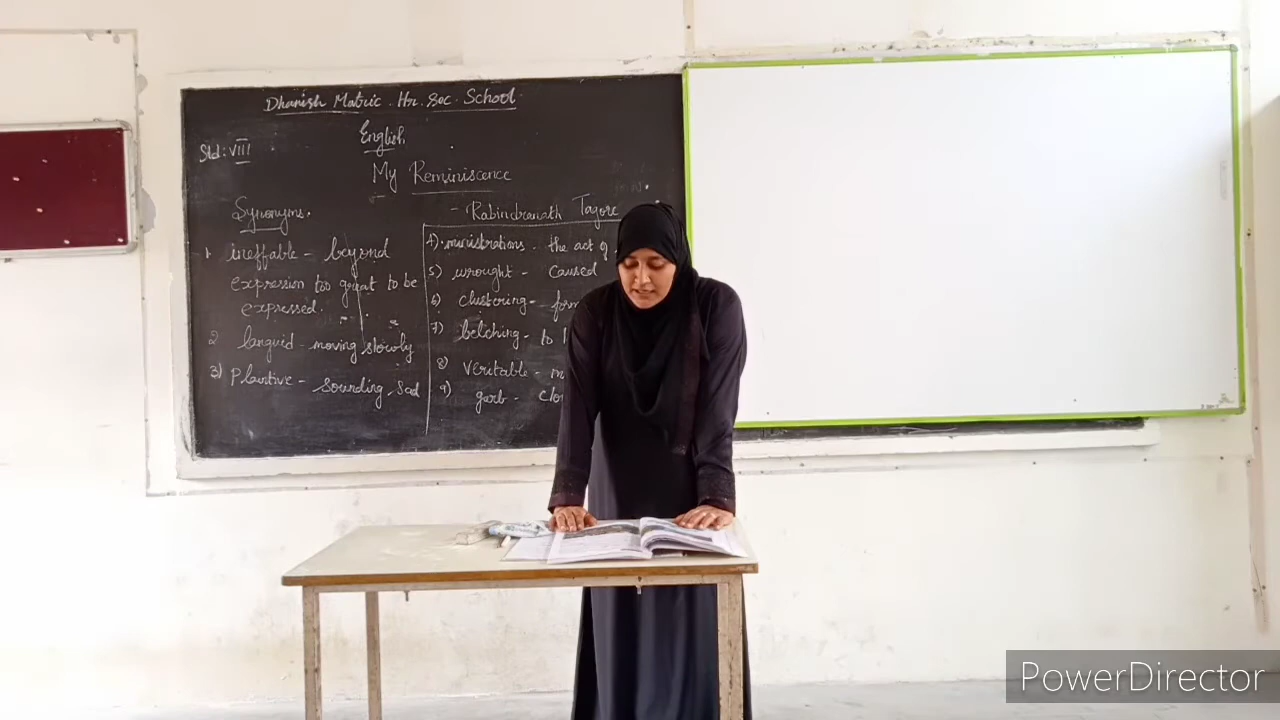 Dhanish Matric. Hr. Sec. School.
English
Std: VIII
My Reminiscence
- Rabindranath Tagore
Synonyms.
1 ineffable - beyond
expression too great to be
expressed.
2 languid - moving slowly
3) Plaintive - sounding sad
4). ministrations. the act of
5) wrought - caused
6) clustering - 
7) belching - to
8) veritable -
9) garb -
PowerDirector